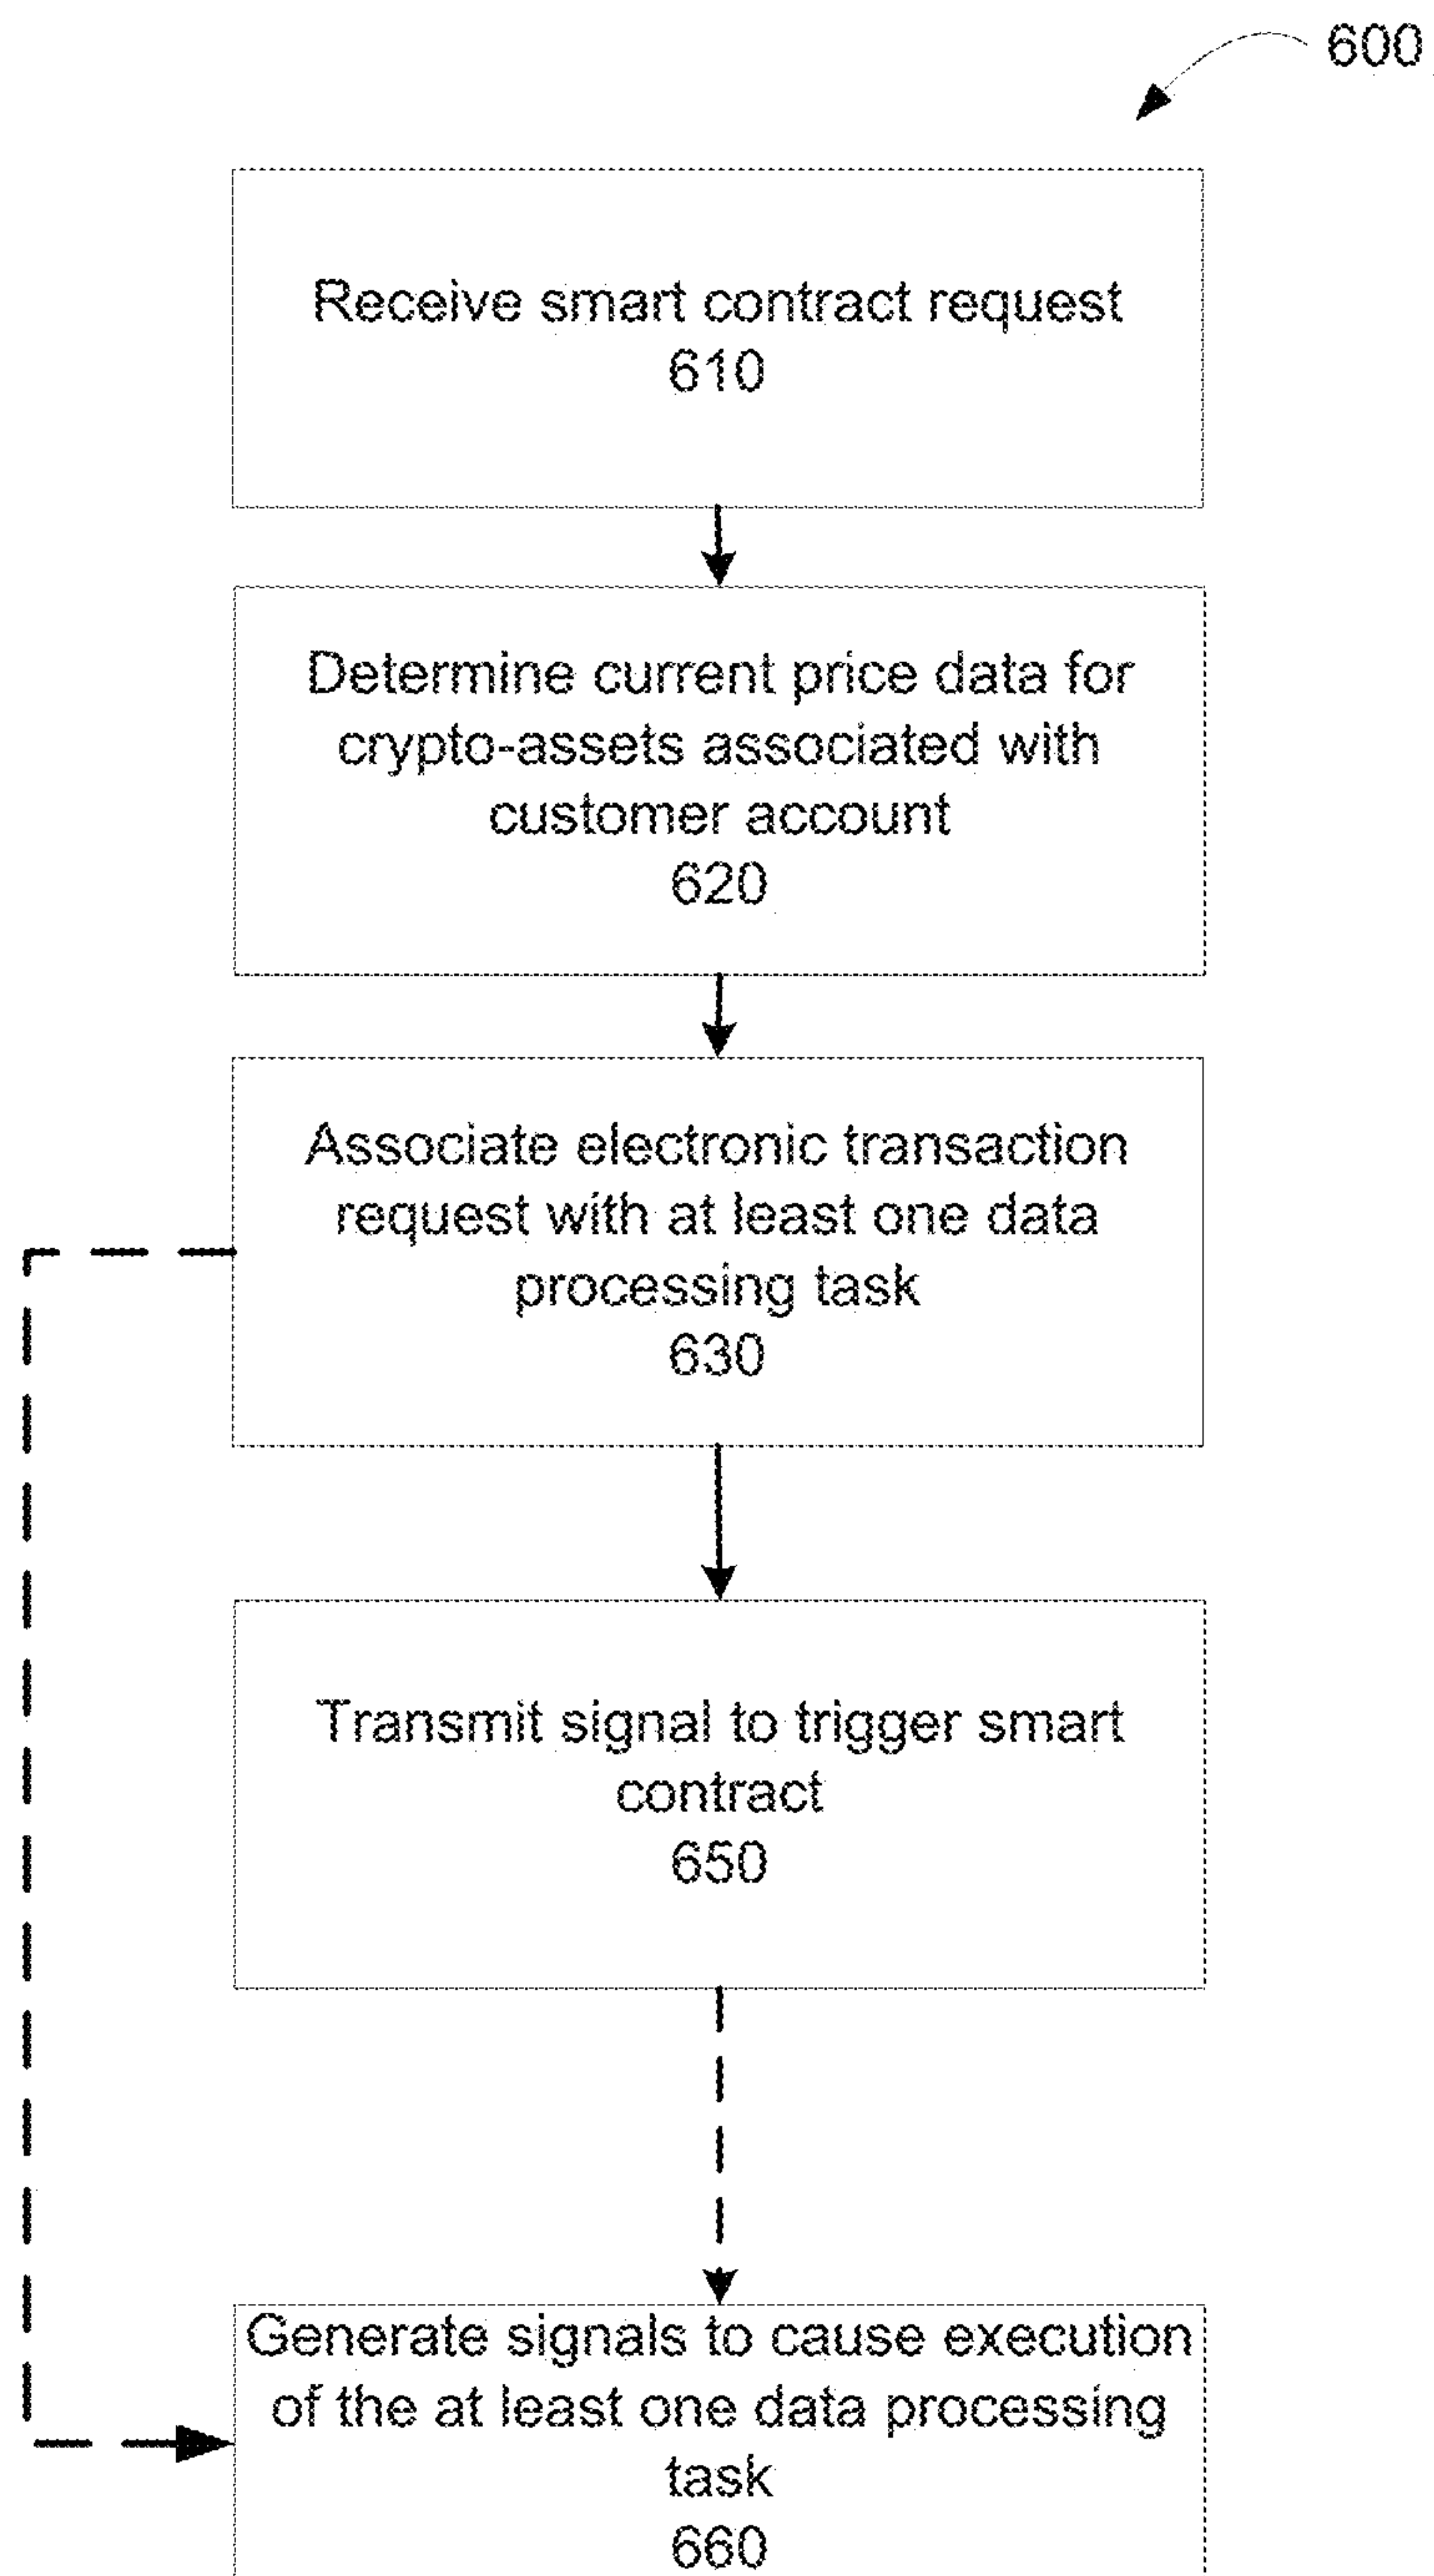 600
Receive smart contract request
610
Determine current price data for
crypto-assets associated with
customer account
620
Associate electronic transaction
request with at least one data
processing task
630
Transmit signal to trigger smart
contract
650
Generate signals to cause execution
of the at least one data processing
task
660